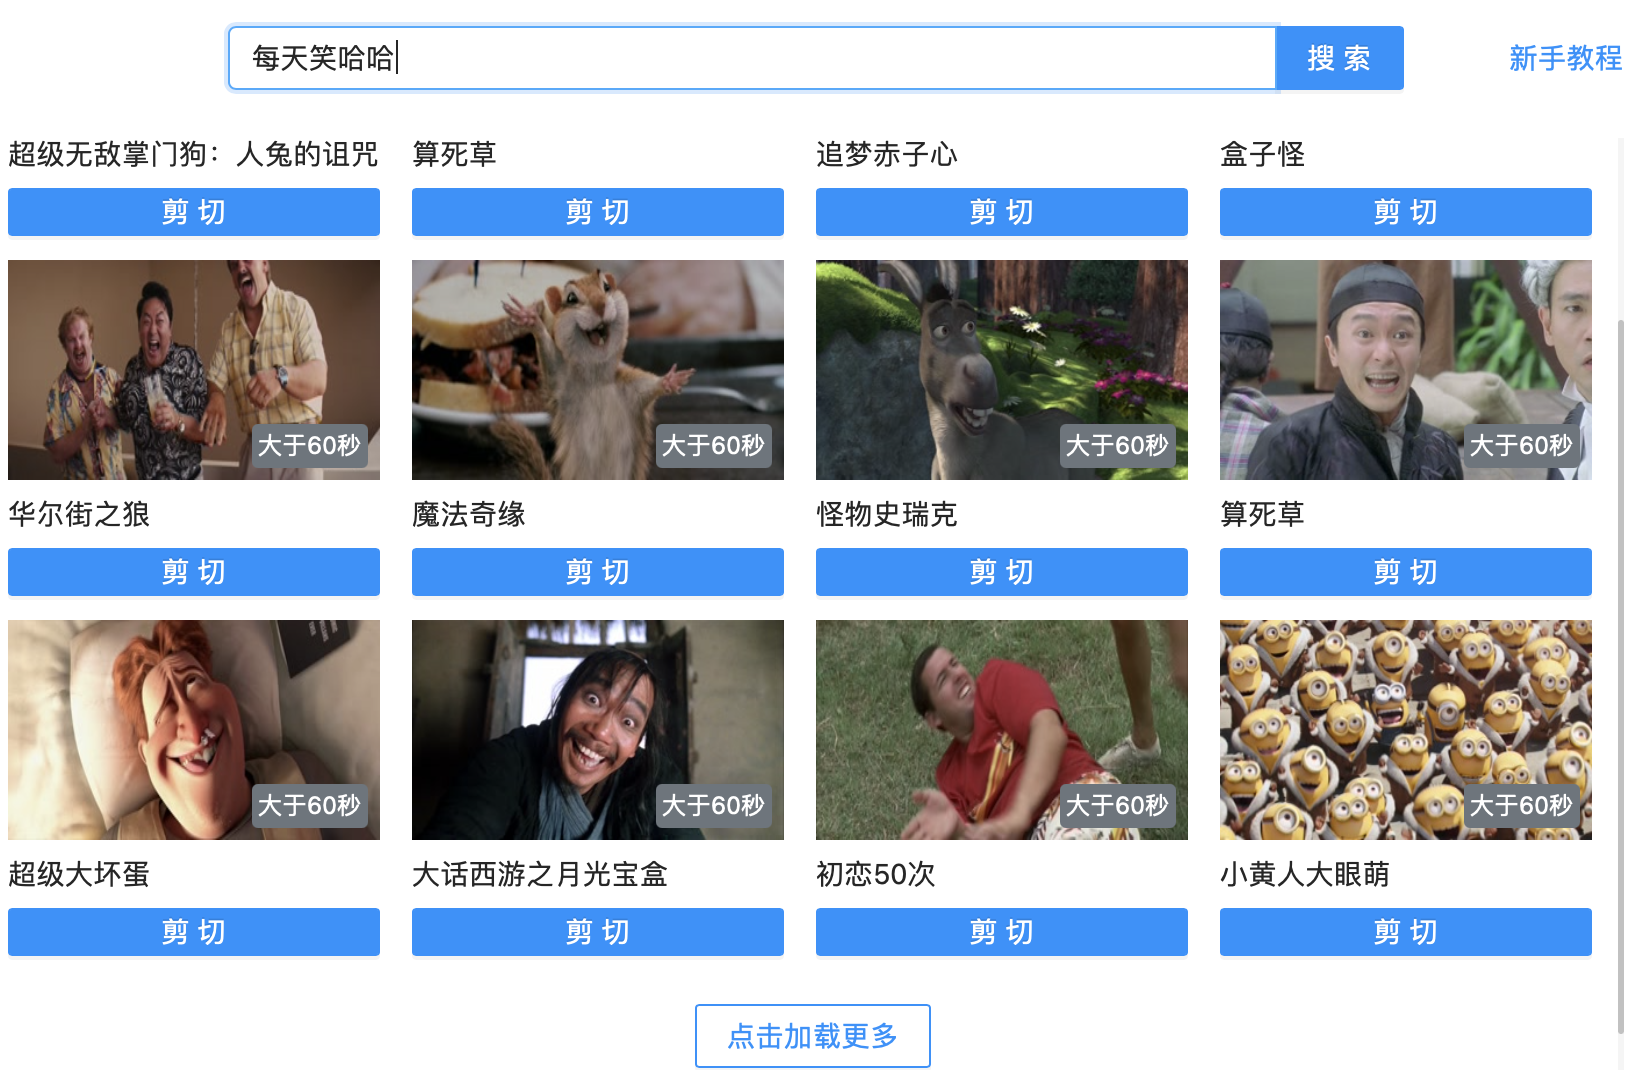 每天笑哈哈
搜 索
新手教程
超级无敌掌门狗：人兔的诅咒
算死草
追梦赤子心
盒子怪
剪 切
剪 切
剪 切
剪 切
大于60秒
大于60秒
大于60秒
大于60秒
华尔街之狼
魔法奇缘
怪物史瑞克
算死草
剪 切
剪 切
剪 切
剪 切
大于60秒
大于60秒
大于60秒
大于60秒
超级大坏蛋
大话西游之月光宝盒
初恋50次
小黄人大眼萌
剪 切
剪 切
剪 切
剪 切
点击加载更多